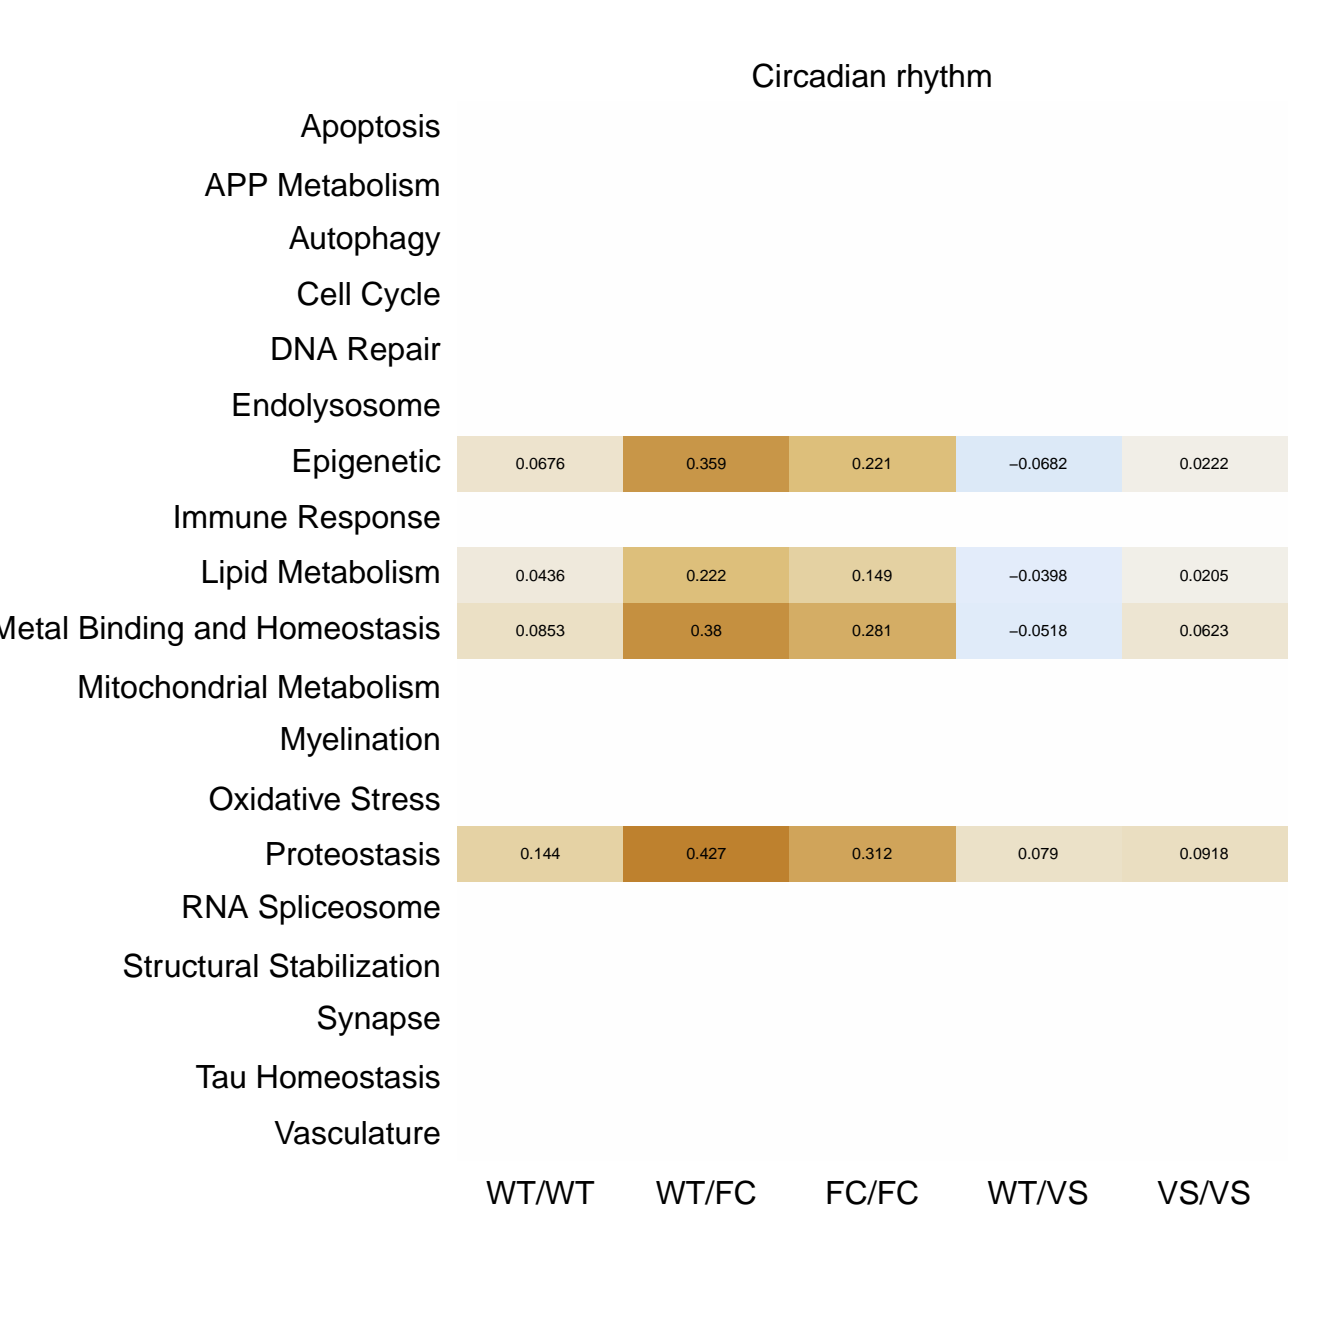 Circadian rhythm
Apoptosis
APP Metabolism
Autophagy
Cell Cycle
DNA Repair
Endolysosome
Epigenetic 0.0676 0.359 0.221 −0.0682 0.0222
Immune Response
Lipid Metabolism 0.0436 0.222 0.149 −0.0398 0.0205
Metal Binding and Homeostasis 0.0853 0.38 0.281 −0.0518 0.0623
Mitochondrial Metabolism
Myelination
Oxidative Stress
Proteostasis 0.144 0.427 0.312 0.079 0.0918
RNA Spliceosome
Structural Stabilization
Synapse
Tau Homeostasis
Vasculature
WT/WT WT/FC FC/FC WT/VS VS/VS